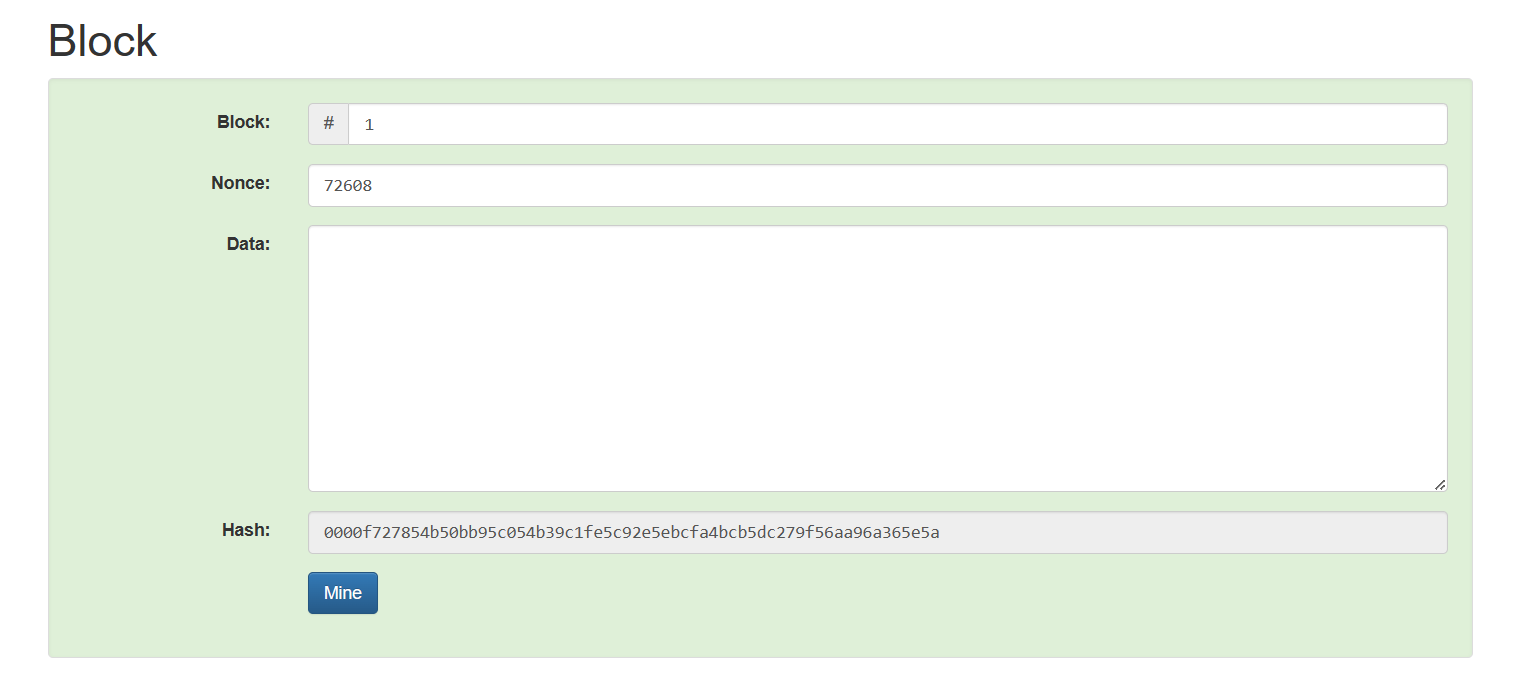 Block
Block: # 1
Nonce: 72608
Data:
Hash: 0000f727854b50bb95c054b39c1fe5c92e5ebcfa4bcb5dc279f56aa96a365e5a
Mine